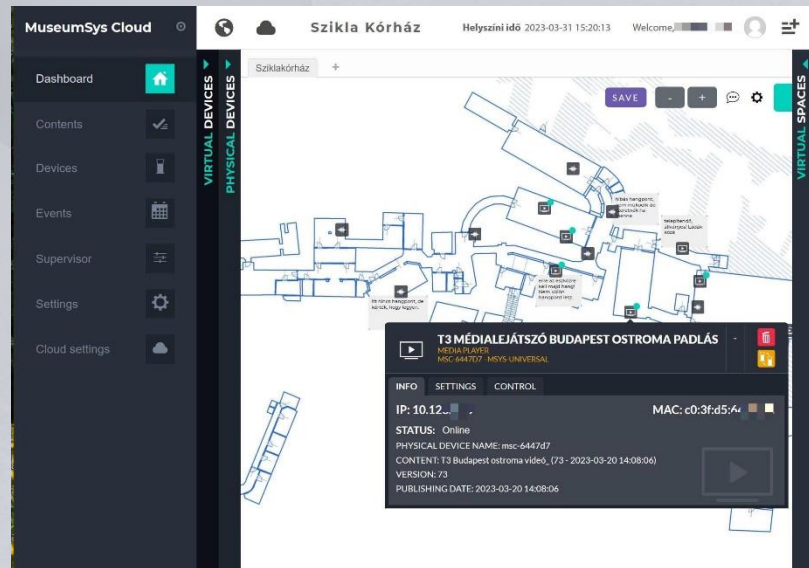 MuseumSys Cloud
Szikla Kórház
Helyszíni idő 2023-03-31 15:20:13
Welcome,
Dashboard
Contents
Devices
Events
Supervisor
Settings
Cloud settings
VIRTUAL DEVICES
PHYSICAL DEVICES
Sziklakórház +
SAVE - +
VIRTUAL SPACES
T3 MÉDIALEJÁTSZÓ BUDAPEST OSTROMA PADLÁS -
MEDIA PLAYER
MSC-6447D7 - MSYS-UNIVERSAL
INFO SETTINGS CONTROL
IP: 10.12
MAC: c0:3f:d5:
STATUS: Online
PHYSICAL DEVICE NAME: msc-6447d7
CONTENT: T3 Budapest ostroma videó_ (73 - 2023-03-20 14:08:06)
VERSION: 73
PUBLISHING DATE: 2023-03-20 14:08:06